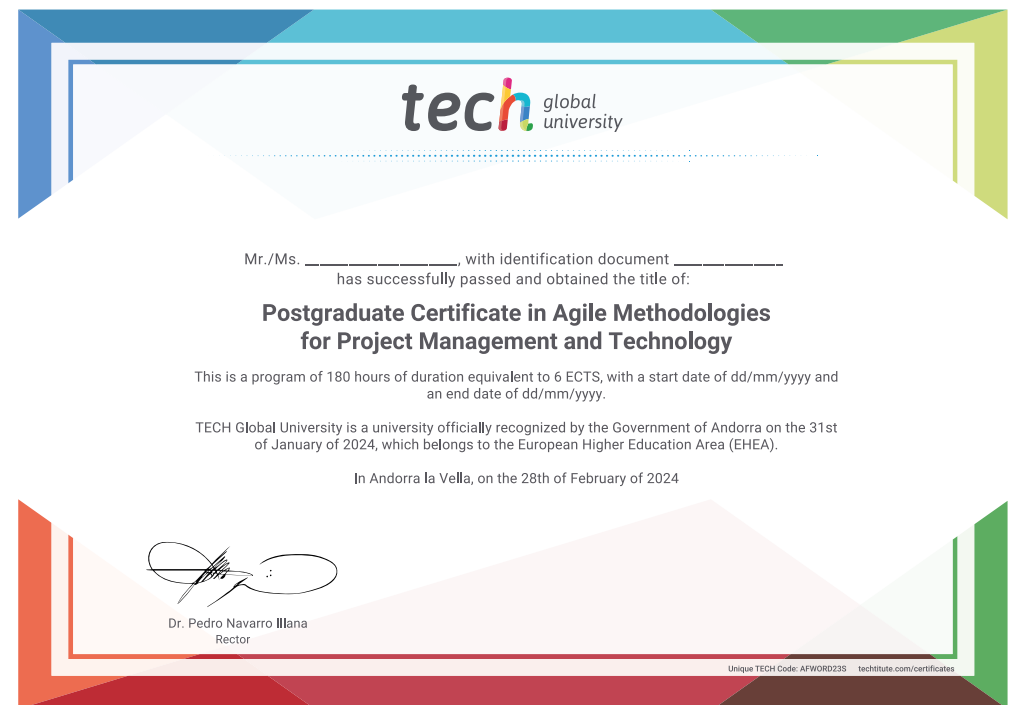 tech global university
Mr./Ms. ____________________, with identification document ______________
has successfully passed and obtained the title of:
Postgraduate Certificate in Agile Methodologies
for Project Management and Technology
This is a program of 180 hours of duration equivalent to 6 ECTS, with a start date of dd/mm/yyyy and
an end date of dd/mm/yyyy.
TECH Global University is a university officially recognized by the Government of Andorra on the 31st
of January of 2024, which belongs to the European Higher Education Area (EHEA).
In Andorra la Vella, on the 28th of February of 2024
Dr. Pedro Navarro Illana
Rector
Unique TECH Code: AFWORD23S techtitute.com/certificates